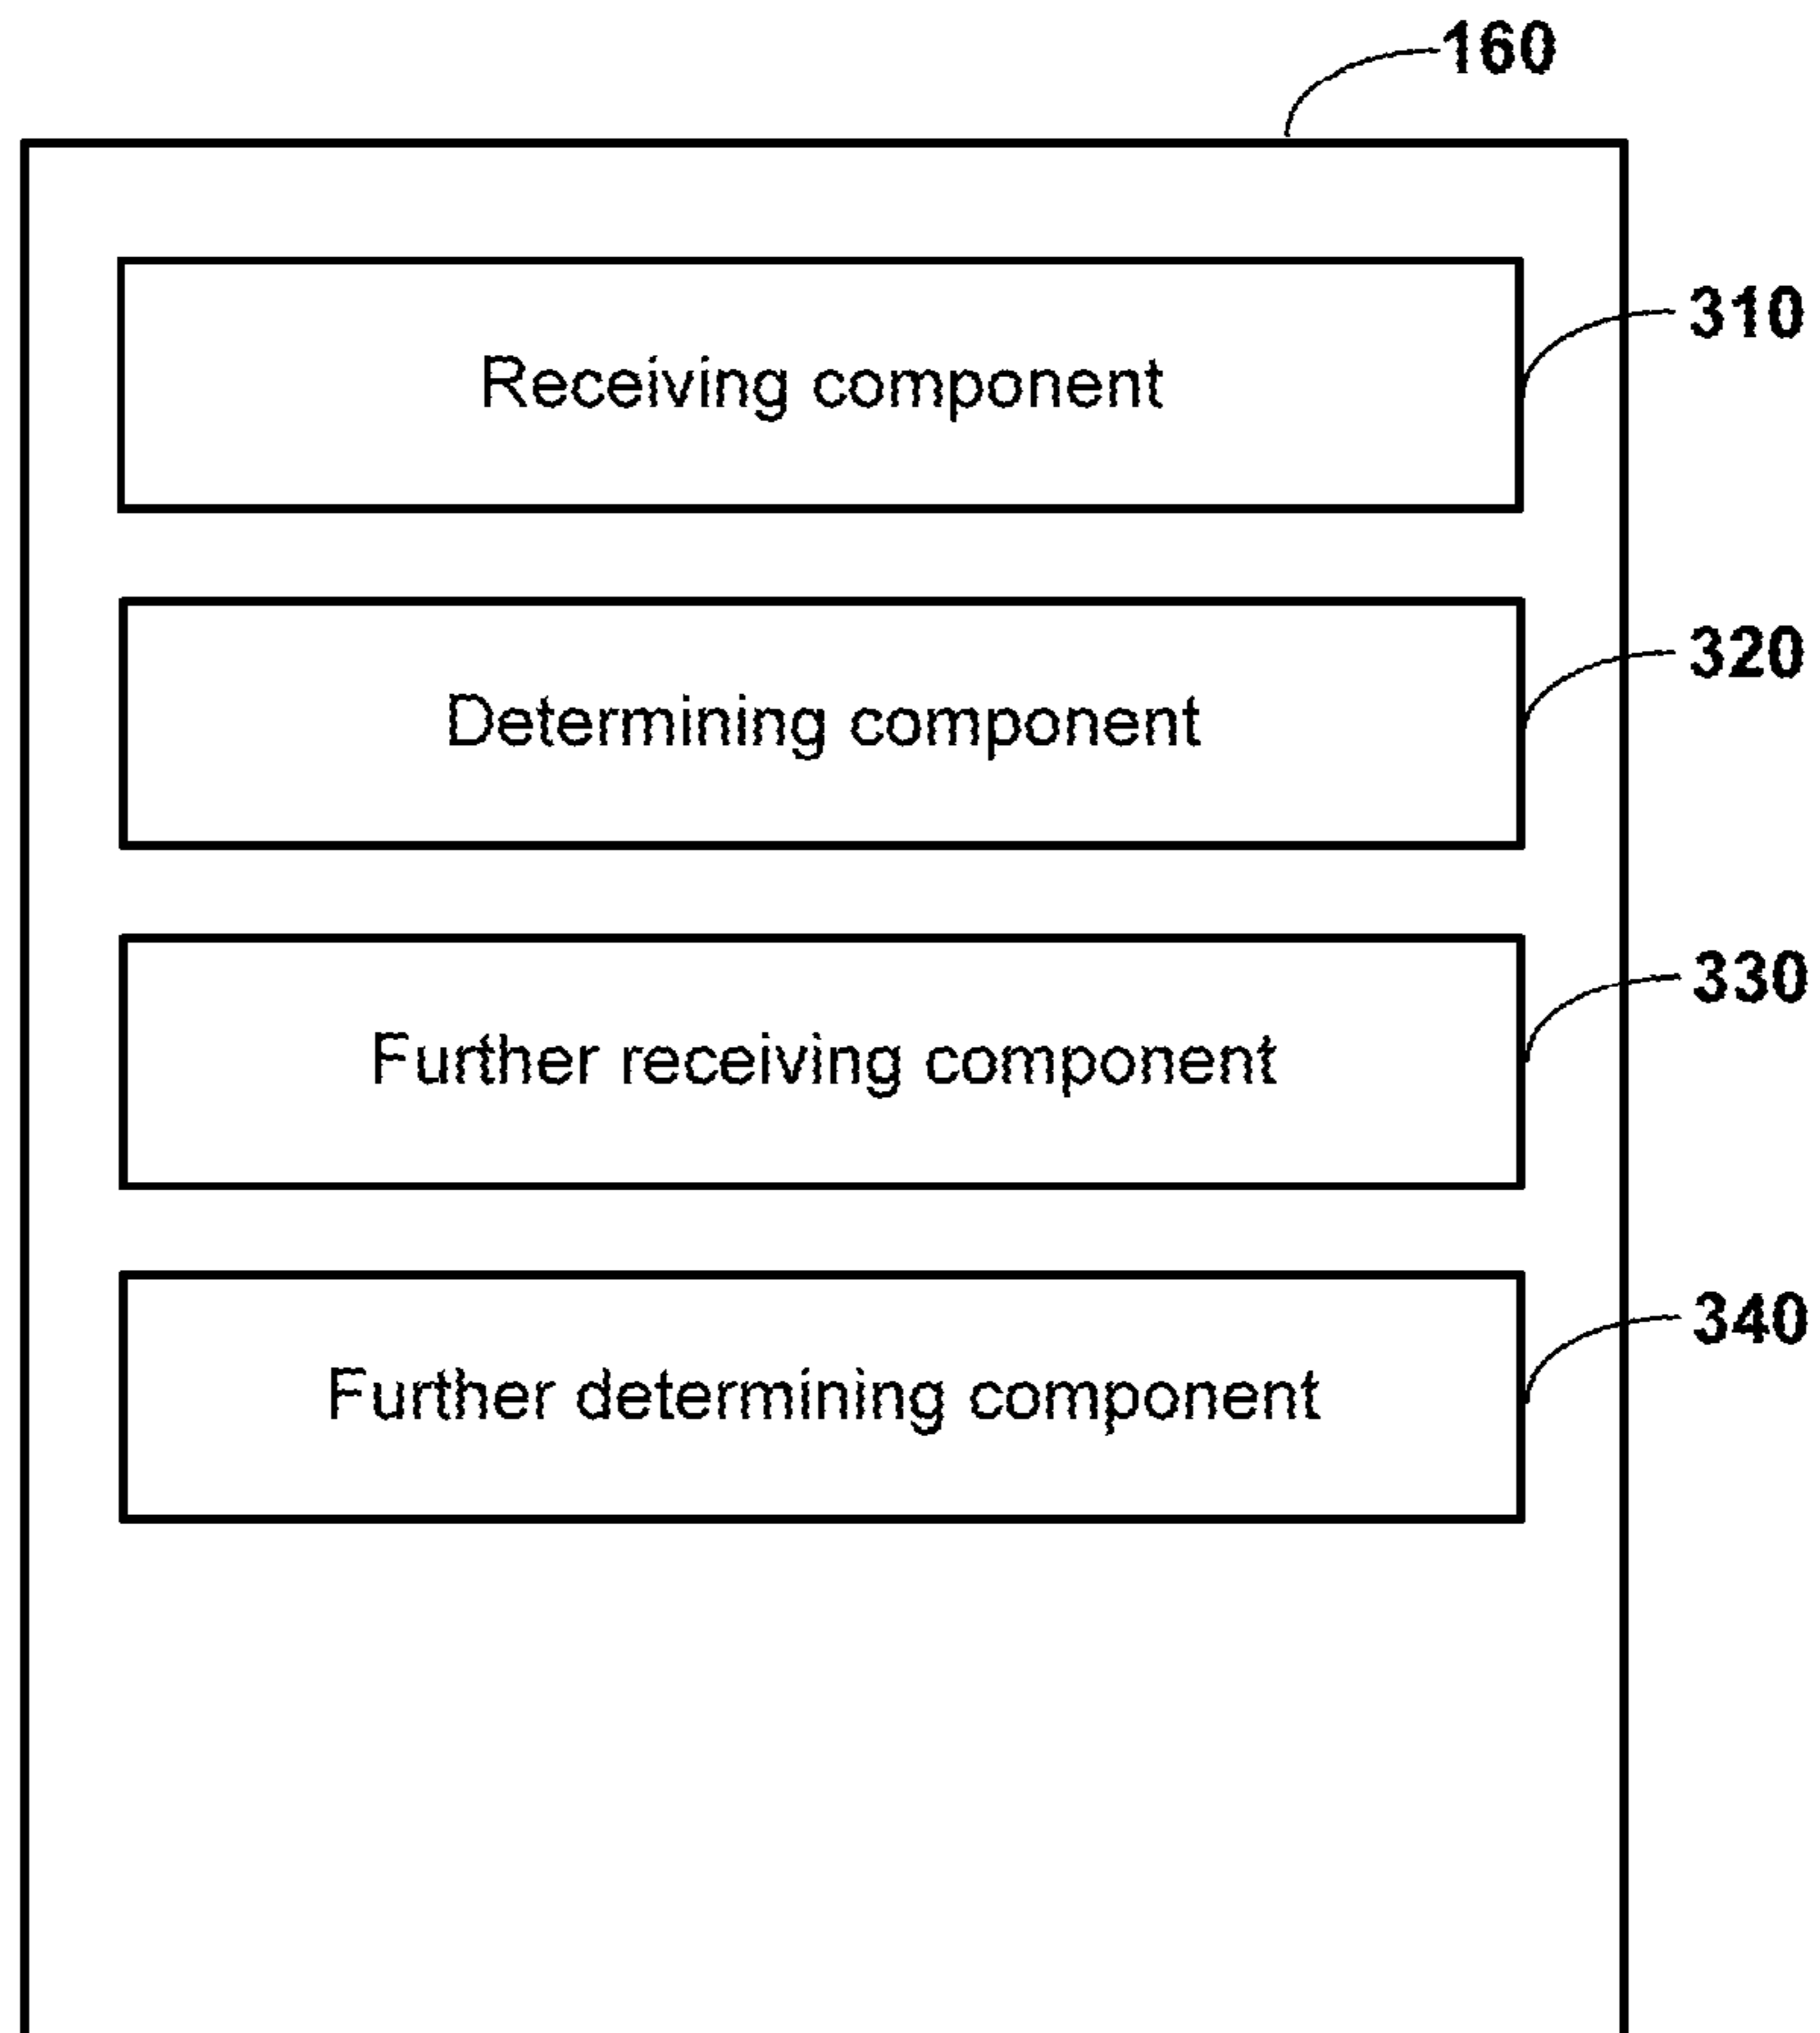 160
Receiving component
310
Determining component
320
Further receiving component
330
Further determining component
340